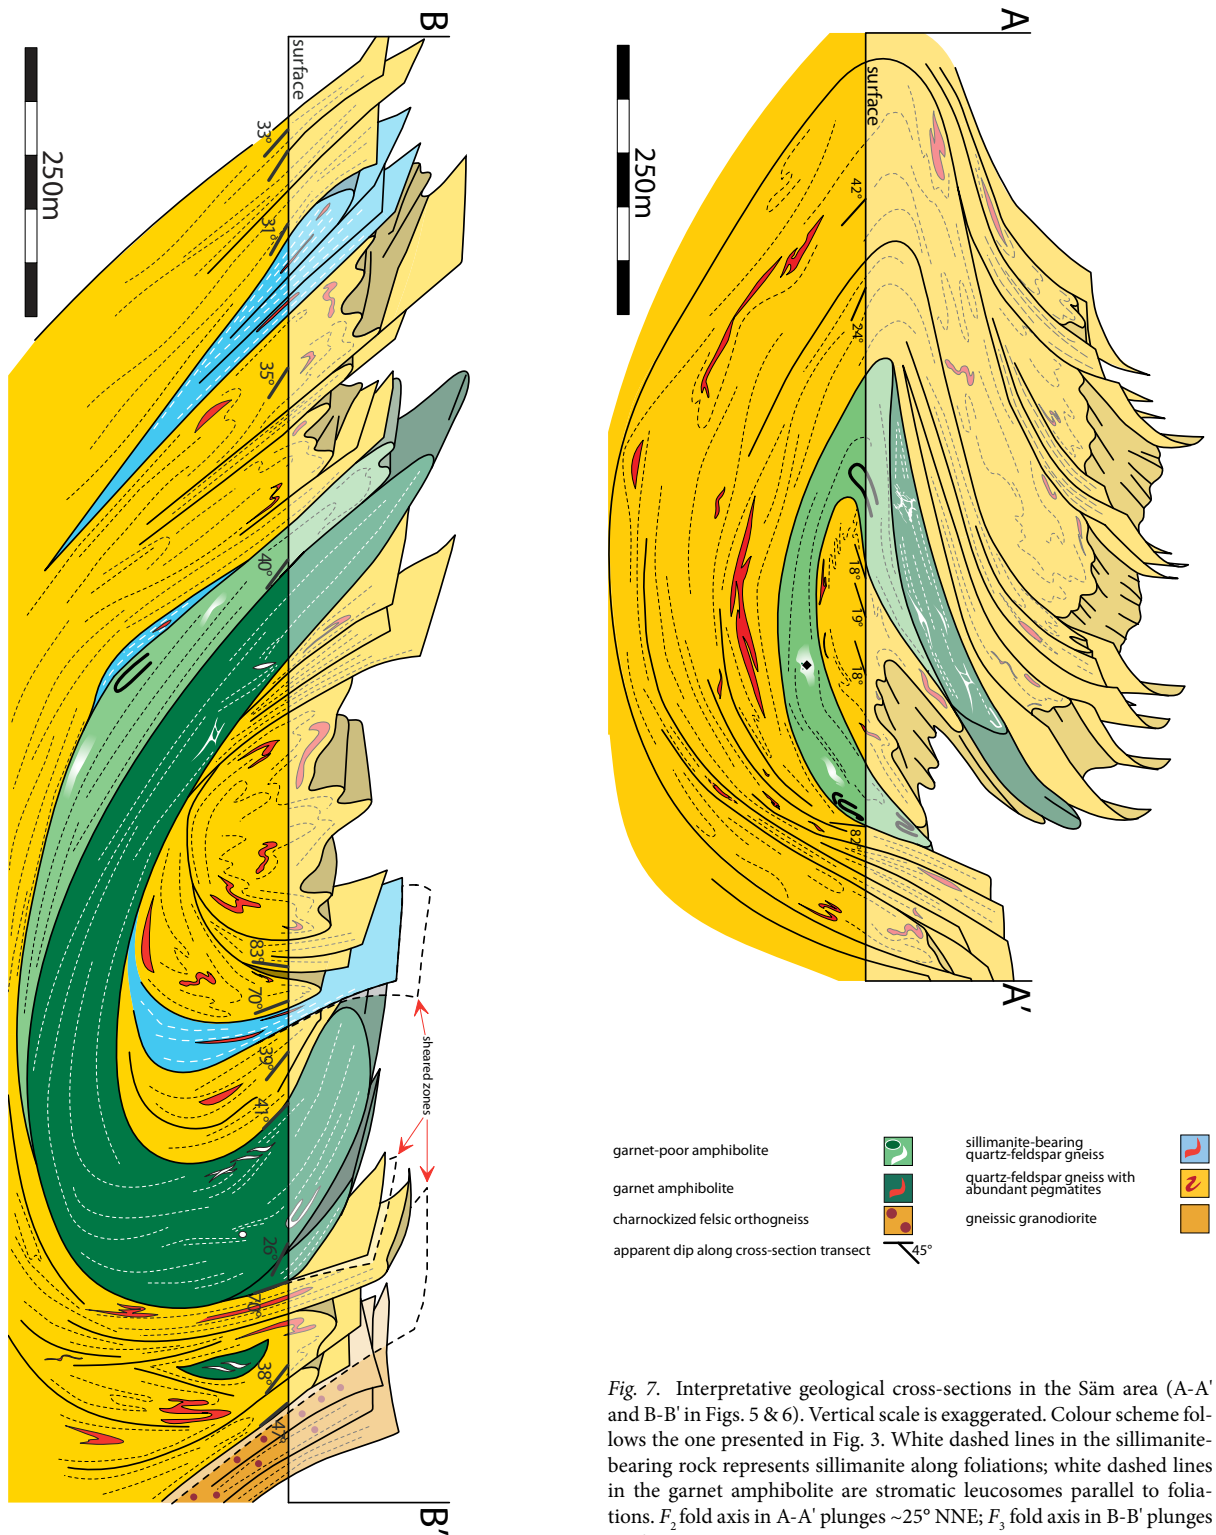 B
surface
250m
33°
31°
35°
40°
83°
70°
39°
41°
26°
70°
38°
47°
sheared zones
B'
A
surface
250m
42°
24°
18°
19°
18°
82°
A'
garnet-poor amphibolite
garnet amphibolite
charnockized felsic orthogneiss
apparent dip along cross-section transect
45°
sillimanite-bearing
quartz-feldspar gneiss
quartz-feldspar gneiss with
abundant pegmatites
gneissic granodiorite
Fig. 7. Interpretative geological cross-sections in the Säm area (A-A'
and B-B' in Figs. 5 & 6). Vertical scale is exaggerated. Colour scheme fol-
lows the one presented in Fig. 3. White dashed lines in the sillimanite-
bearing rock represents sillimanite along foliations; white dashed lines
in the garnet amphibolite are stromatic leucosomes parallel to folia-
tions. F2 fold axis in A-A' plunges ~25° NNE; F3 fold axis in B-B' plunges